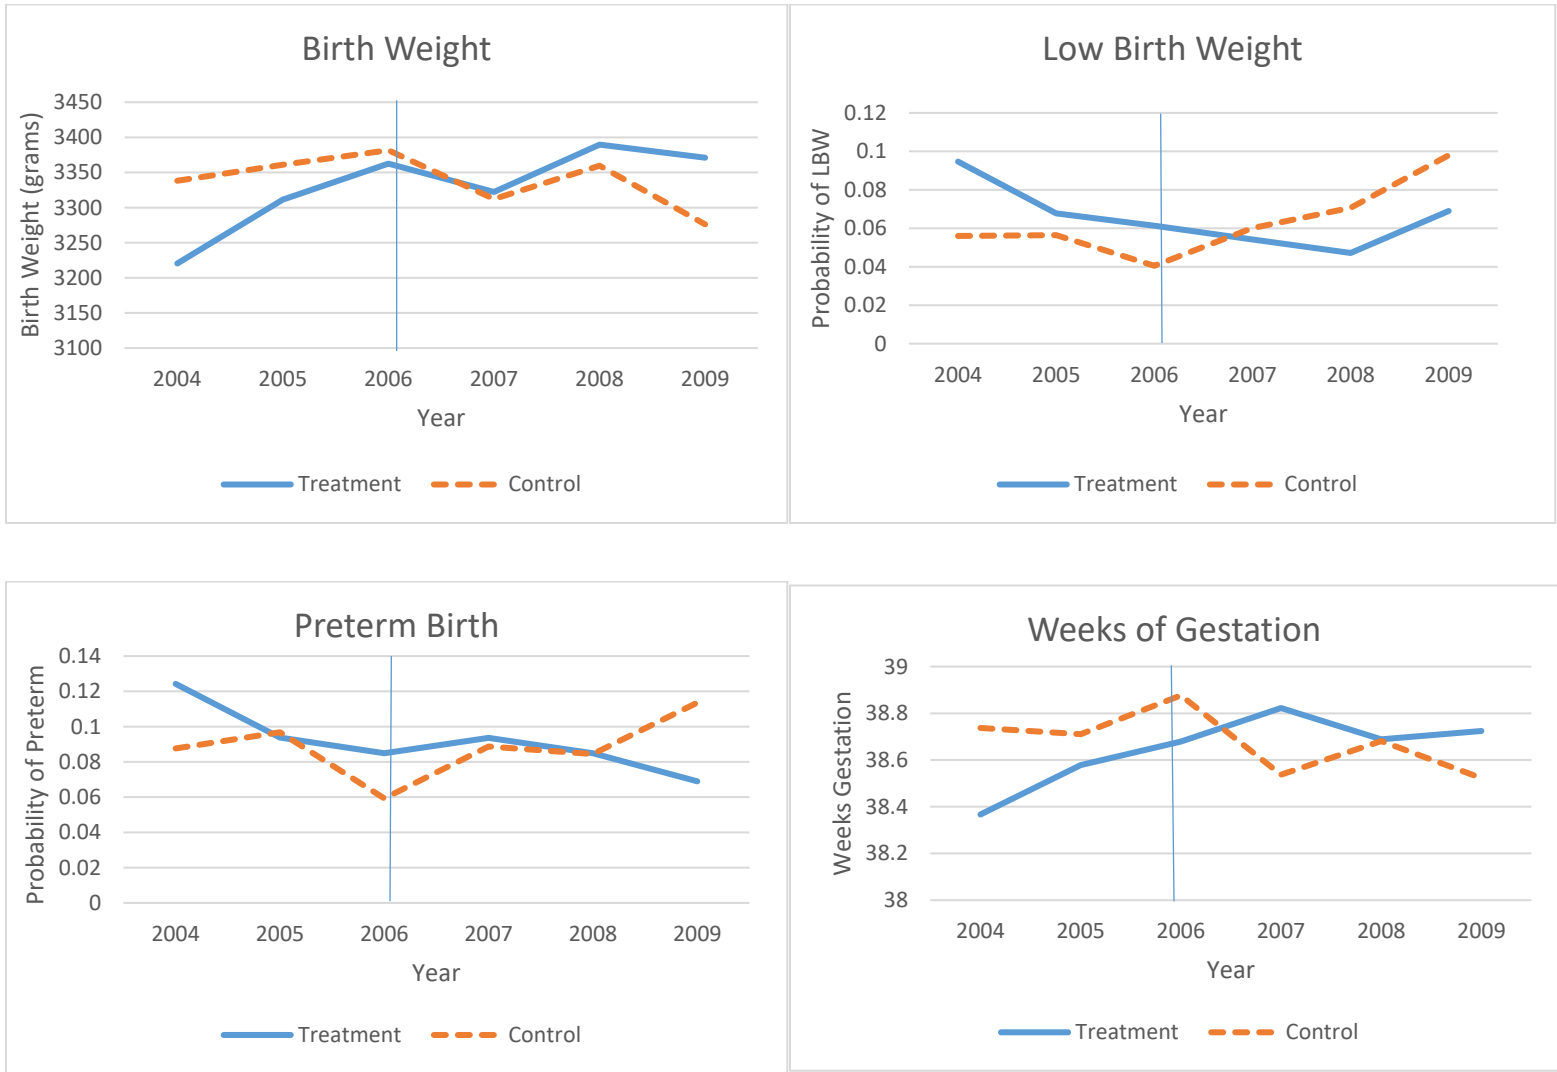 Birth Weight
Birth Weight (grams)
3450
3400
3350
3300
3250
3200
3150
3100
2004 2005 2006 2007 2008 2009
Year
Treatment Control
Low Birth Weight
Probability of LBW
0.12
0.1
0.08
0.06
0.04
0.02
0
2004 2005 2006 2007 2008 2009
Year
Treatment Control
Preterm Birth
Probability of Preterm
0.14
0.12
0.1
0.08
0.06
0.04
0.02
0
2004 2005 2006 2007 2008 2009
Year
Treatment Control
Weeks of Gestation
Weeks Gestation
39
38.8
38.6
38.4
38.2
38
2004 2005 2006 2007 2008 2009
Year
Treatment Control